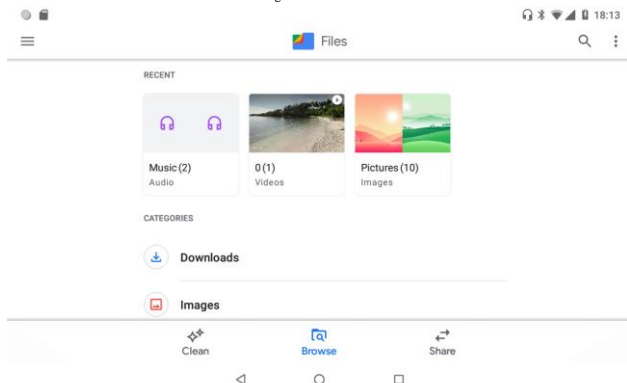 18:13
Files
RECENT
Music (2)
Audio
0 (1)
Videos
Pictures (10)
Images
CATEGORIES
Downloads
Images
Clean
Browse
Share